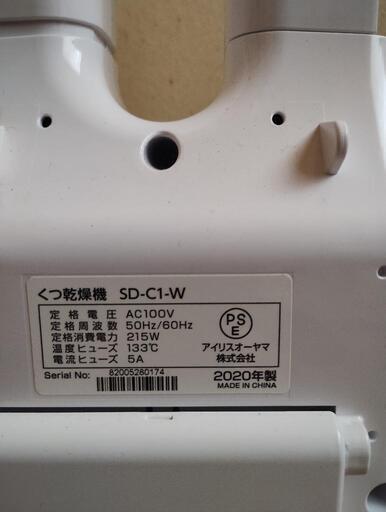 くつ乾燥機 SD-C1-W
定格電圧 AC100V
定格周波数 50Hz/60Hz
定格消費電力 215W
温度ヒューズ 133℃
電流ヒューズ 5A
Serial No: 82005280174
PS
E
アイリスオーヤマ
株式会社
2020年製
MADE IN CHINA